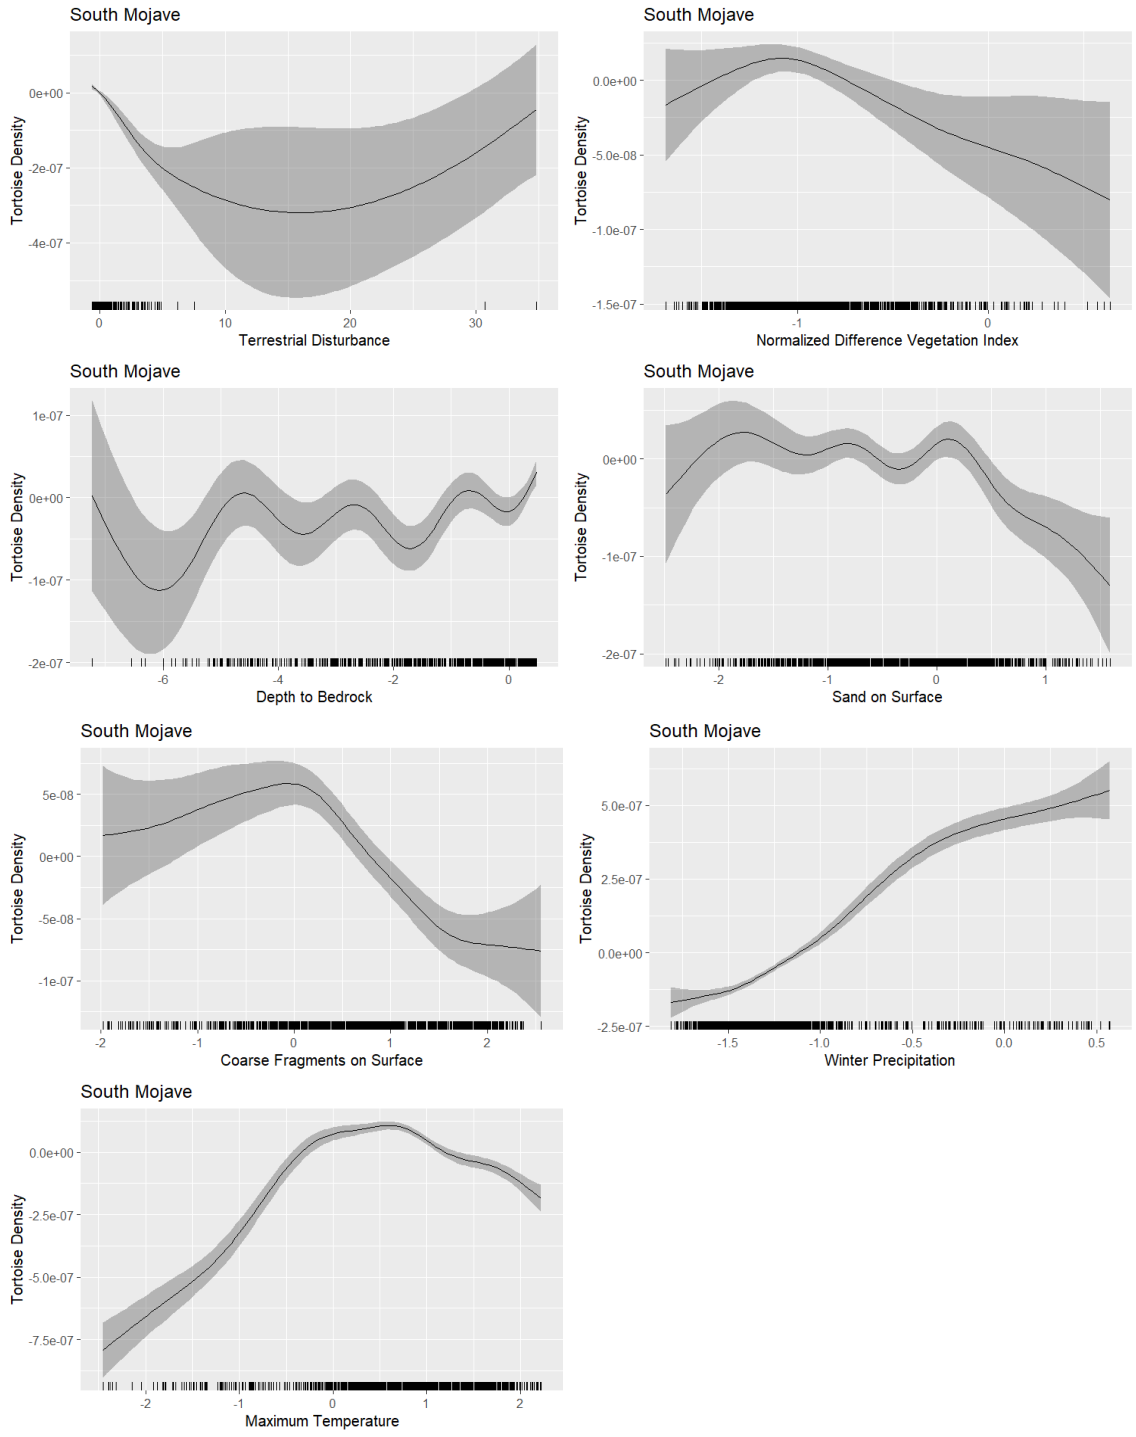 South Mojave
Tortoise Density
0e+00
-2e-07
-4e-07
0
10
20
30
Terrestrial Disturbance
South Mojave
Tortoise Density
0.0e+00
-5.0e-08
-1.0e-07
-1.5e-07
-1
0
Normalized Difference Vegetation Index
South Mojave
Tortoise Density
1e-07
0e+00
-1e-07
-2e-07
-6
-4
-2
0
Depth to Bedrock
South Mojave
Tortoise Density
0e+00
-1e-07
-2e-07
-2
-1
0
1
Sand on Surface
South Mojave
Tortoise Density
5e-08
0e+00
-5e-08
-1e-07
-2
-1
0
1
2
Coarse Fragments on Surface
South Mojave
Tortoise Density
5.0e-07
2.5e-07
0.0e+00
-2.5e-07
-1.5
-1.0
-0.5
0.0
0.5
Winter Precipitation
South Mojave
Tortoise Density
0.0e+00
-2.5e-07
-5.0e-07
-7.5e-07
-2
-1
0
1
2
Maximum Temperature